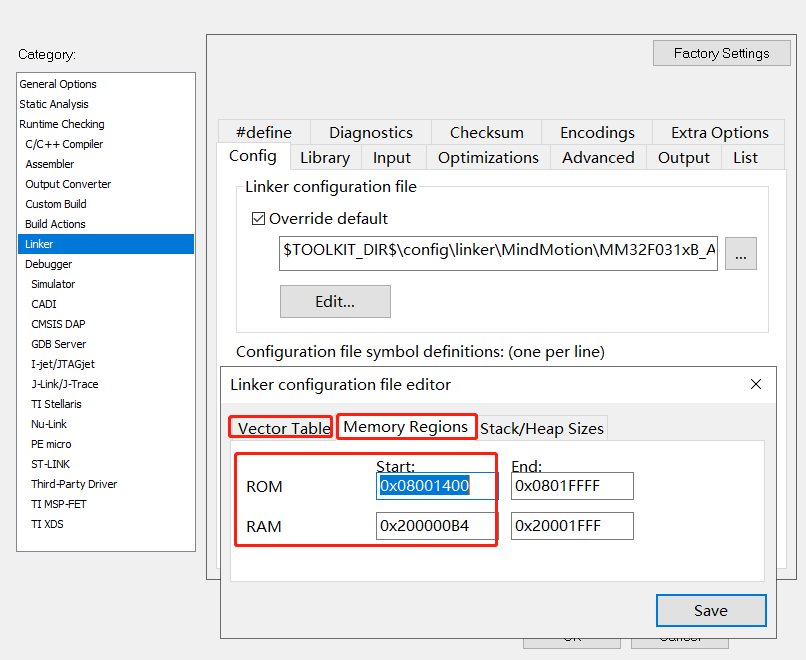 Category:
General Options
Static Analysis
Runtime Checking
C/C++ Compiler
Assembler
Output Converter
Custom Build
Build Actions
Linker
Debugger
Simulator
CADI
CMSIS DAP
GDB Server
I-jet/JTAGjet
J-Link/J-Trace
TI Stellaris
Nu-Link
PE micro
ST-LINK
Third-Party Driver
TI MSP-FET
TI XDS
Factory Settings
#define Diagnostics Checksum Encodings Extra Options
Config Library Input Optimizations Advanced Output List
Linker configuration file
Override default
$TOOLKIT_DIR$\config\linker\MindMotion\MM32F031xB_A
...
Edit...
Configuration file symbol definitions: (one per line)
Linker configuration file editor
Vector Table Memory Regions Stack/Heap Sizes
Start: End:
ROM 0x08001400 0x0801FFFF
RAM 0x200000B4 0x20001FFF
Save